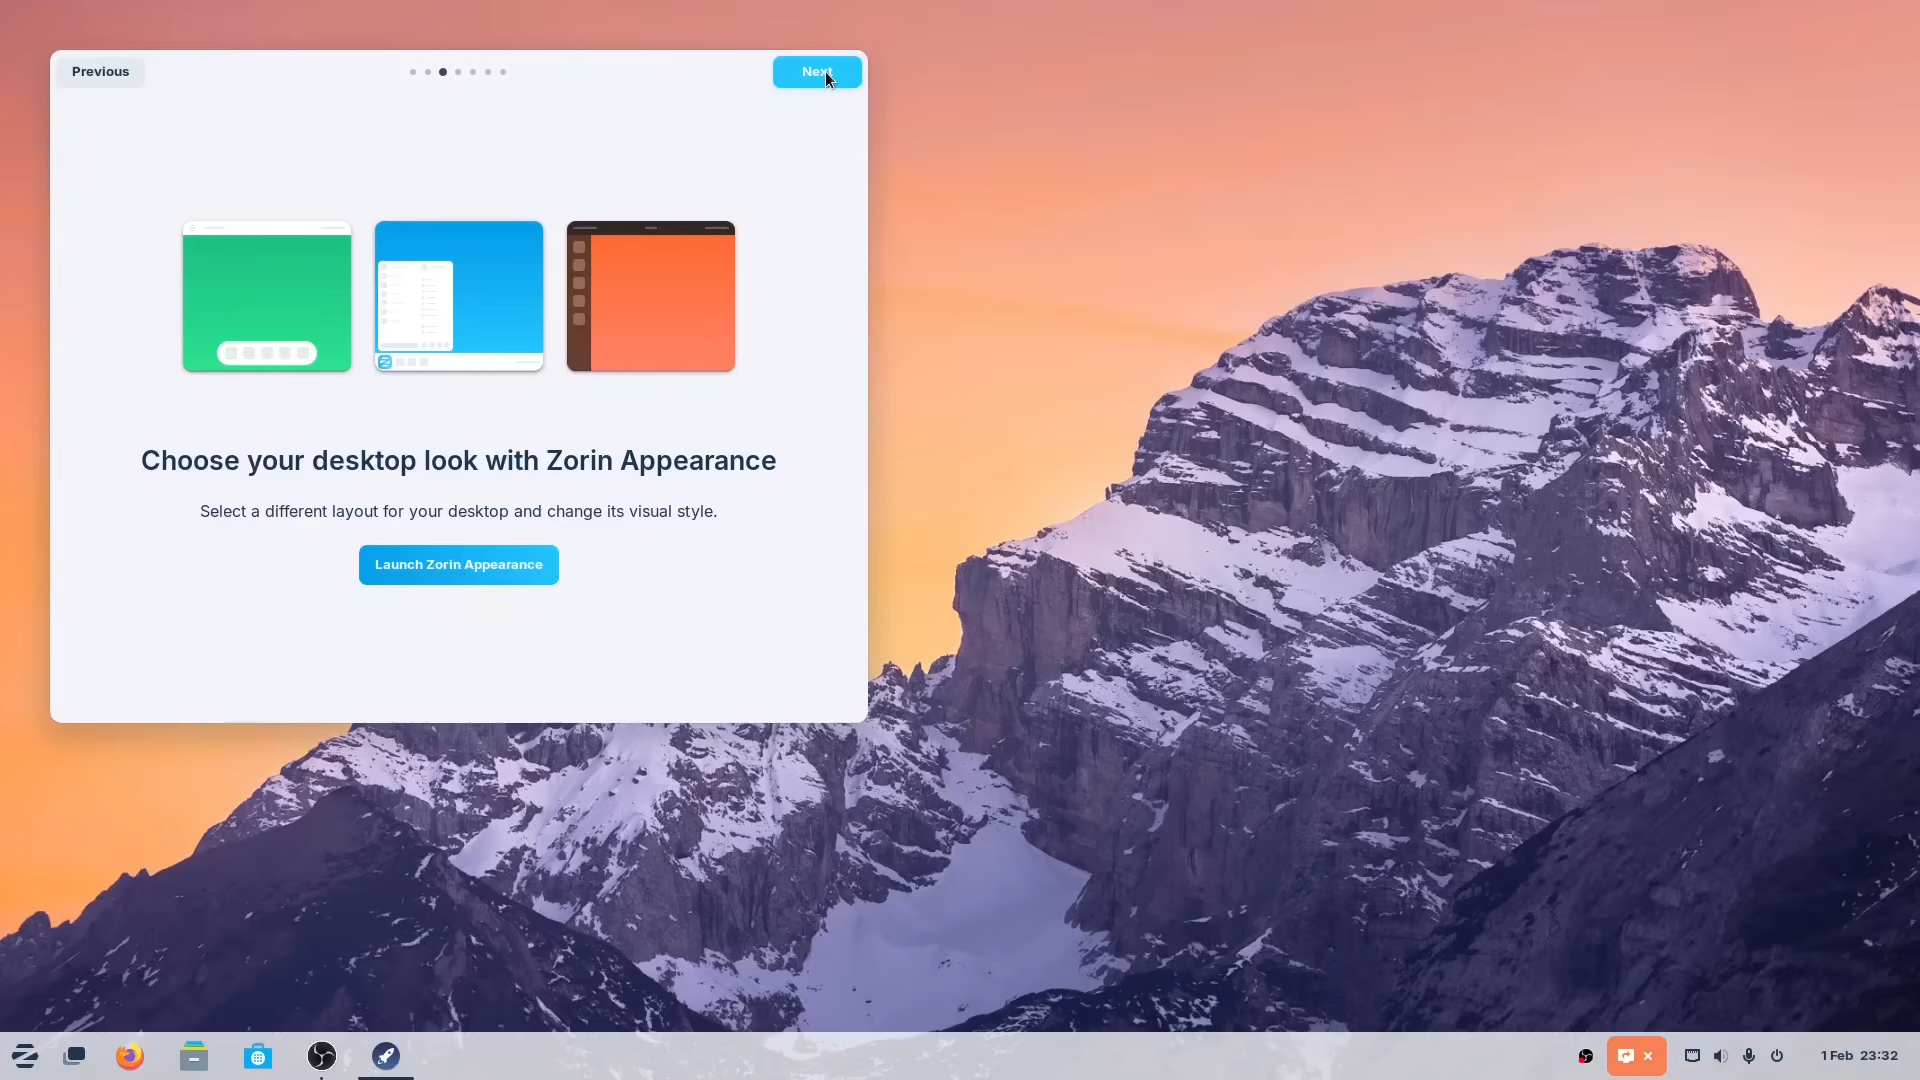 Previous
Next
Choose your desktop look with Zorin Appearance
Select a different layout for your desktop and change its visual style.
Launch Zorin Appearance
1 Feb 23:32